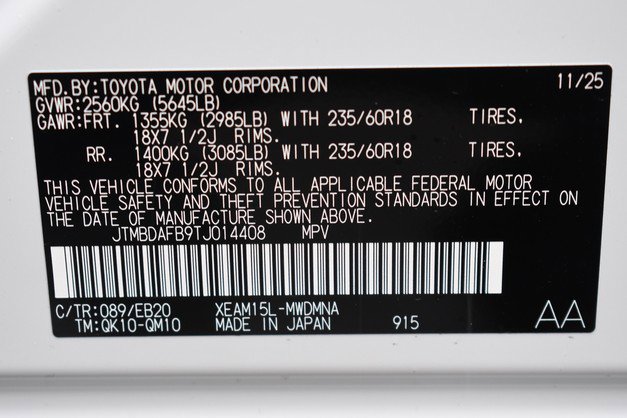 MFD.BY:TOYOTA MOTOR CORPORATION 11/25
GVWR:2560KG (5645LB)
GAWR:FRT. 1355KG (2985LB) WITH 235/60R18 TIRES.
18X7 1/2J RIMS.
RR. 1400KG (3085LB) WITH 235/60R18 TIRES.
18X7 1/2J RIMS.
THIS VEHICLE CONFORMS TO ALL APPLICABLE FEDERAL MOTOR
VEHICLE SAFETY AND THEFT PREVENTION STANDARDS IN EFFECT ON
THE DATE OF MANUFACTURE SHOWN ABOVE.
JTMBDAFB9TJ014408 MPV
C/TR:089/EB20 XEAM15L-MWDMNA
TM:QK10-QM10 MADE IN JAPAN 915 AA